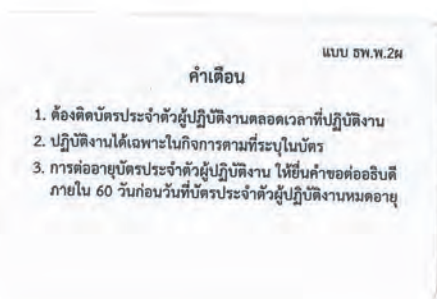 แบบ ธพ.พ.2ผ
คำเตือน
1. ต้องติดบัตรประจำตัวผู้ปฏิบัติงานตลอดเวลาที่ปฏิบัติงาน
2. ปฏิบัติงานได้เฉพาะในกิจการตามที่ระบุในบัตร
3. การต่ออายุบัตรประจำตัวผู้ปฏิบัติงาน ให้ยื่นคำขอต่ออธิบดี
ภายใน 60 วันก่อนวันที่บัตรประจำตัวผู้ปฏิบัติงานหมดอายุ